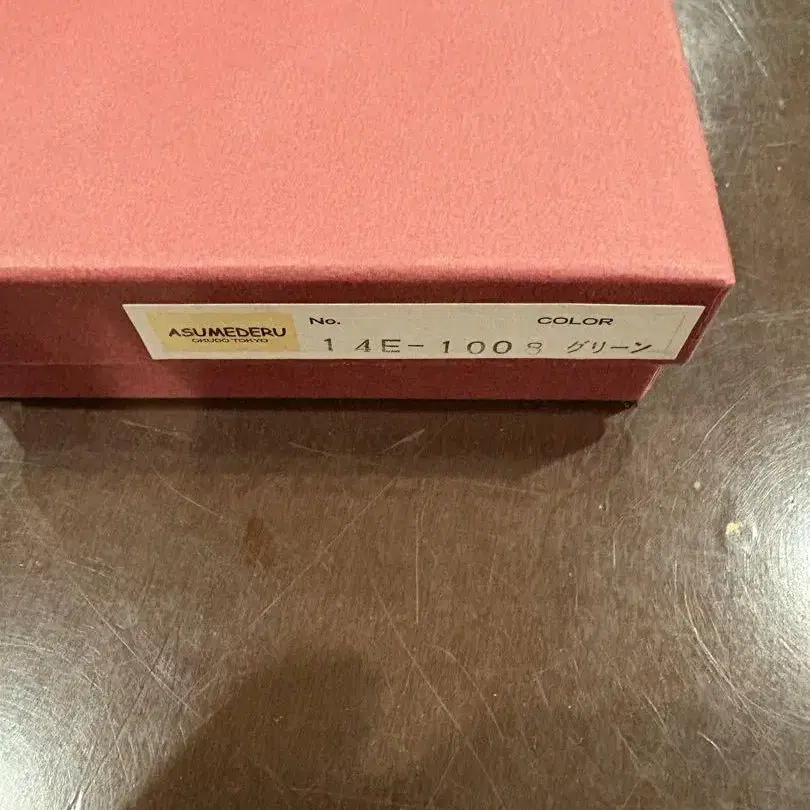 ASUMEDERU
OKUDO TOKYO
No.
14E-1008
COLOR
グリーン